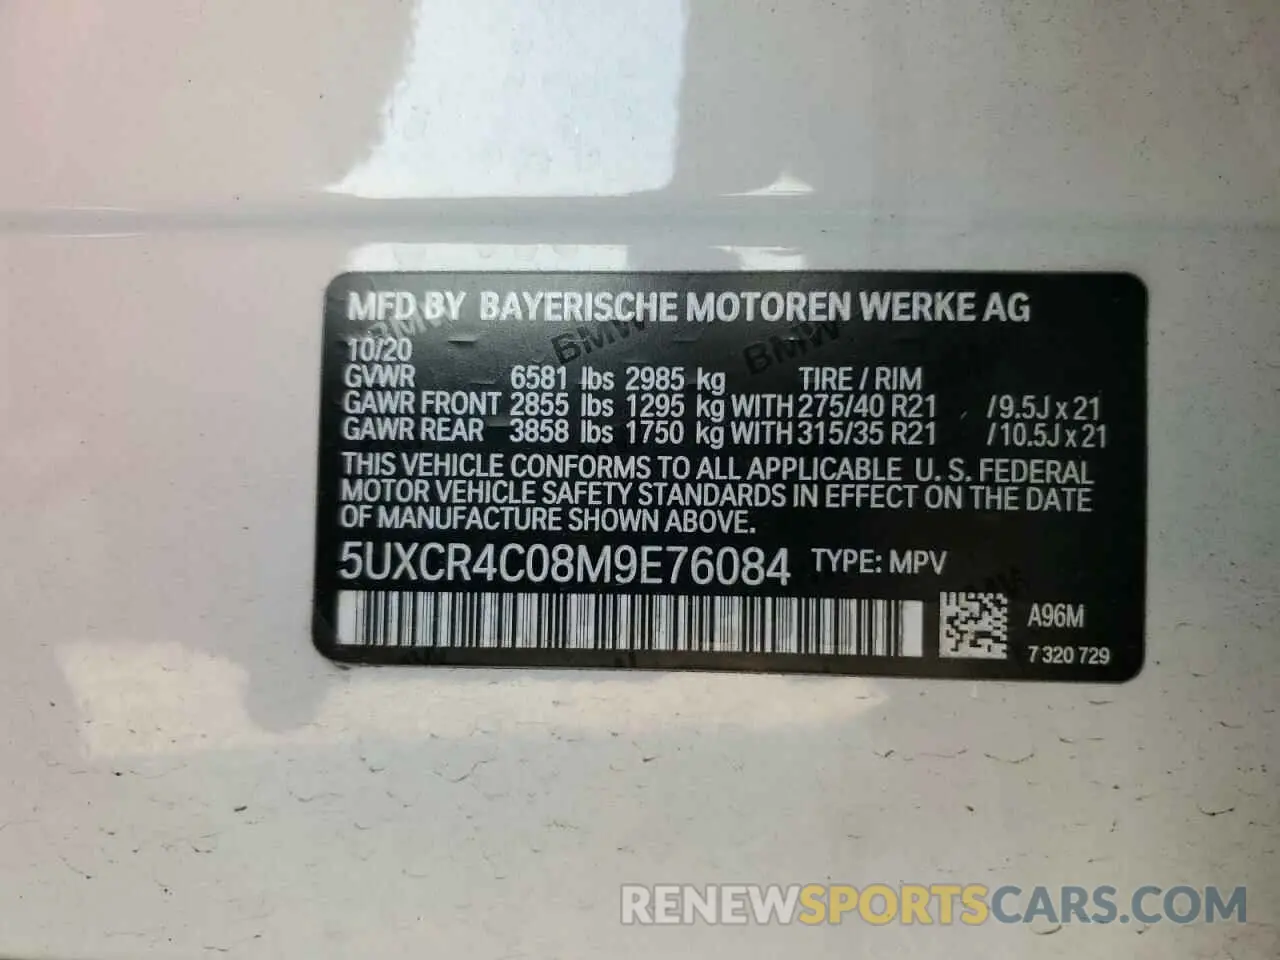 MFD BY BAYERISCHE MOTOREN WERKE AG
10/20
GVWR 6581 lbs 2985 kg TIRE / RIM
GAWR FRONT 2855 lbs 1295 kg WITH 275/40 R21 / 9.5J x 21
GAWR REAR 3858 lbs 1750 kg WITH 315/35 R21 / 10.5J x 21
THIS VEHICLE CONFORMS TO ALL APPLICABLE U. S. FEDERAL
MOTOR VEHICLE SAFETY STANDARDS IN EFFECT ON THE DATE
OF MANUFACTURE SHOWN ABOVE.
5UXCR4C08M9E76084 TYPE: MPV
A96M
7 320 729
BMW BMW BMW
RENEWSPORTSCARS.COM